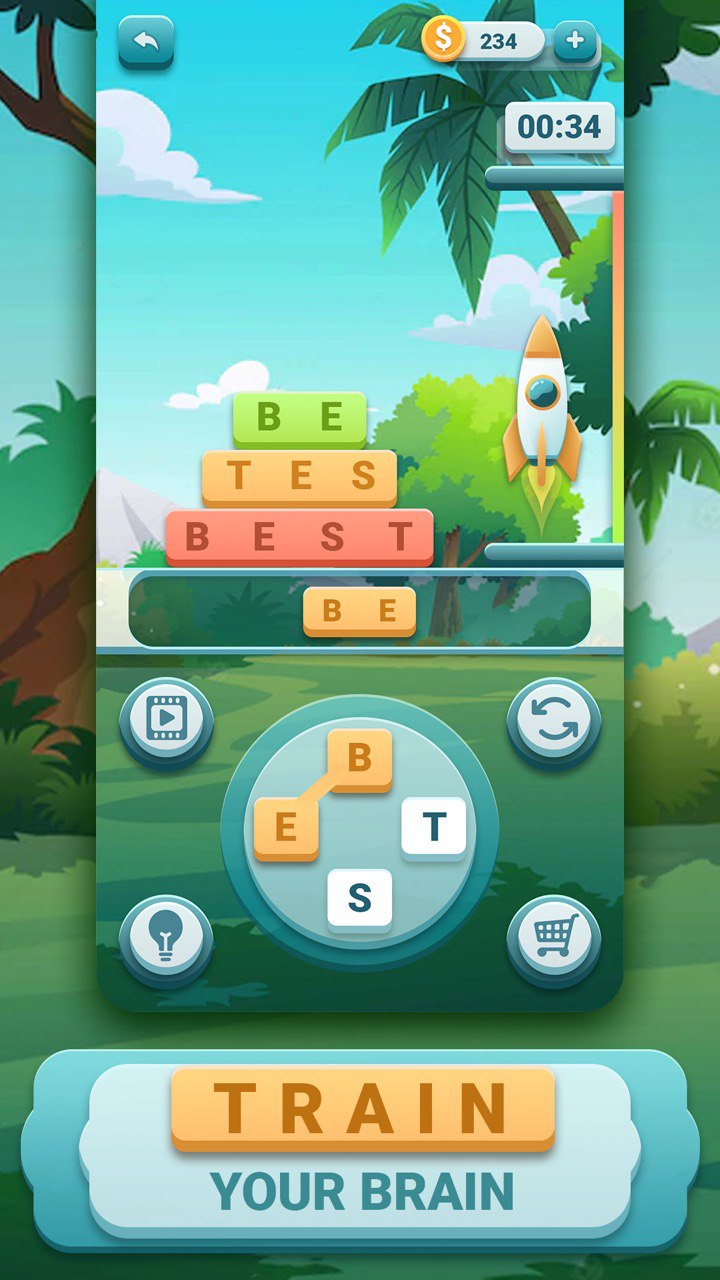 $ 234 +
00:34
B E
T E S
B E S T
B E
B
E T
S
TRAIN
YOUR BRAIN